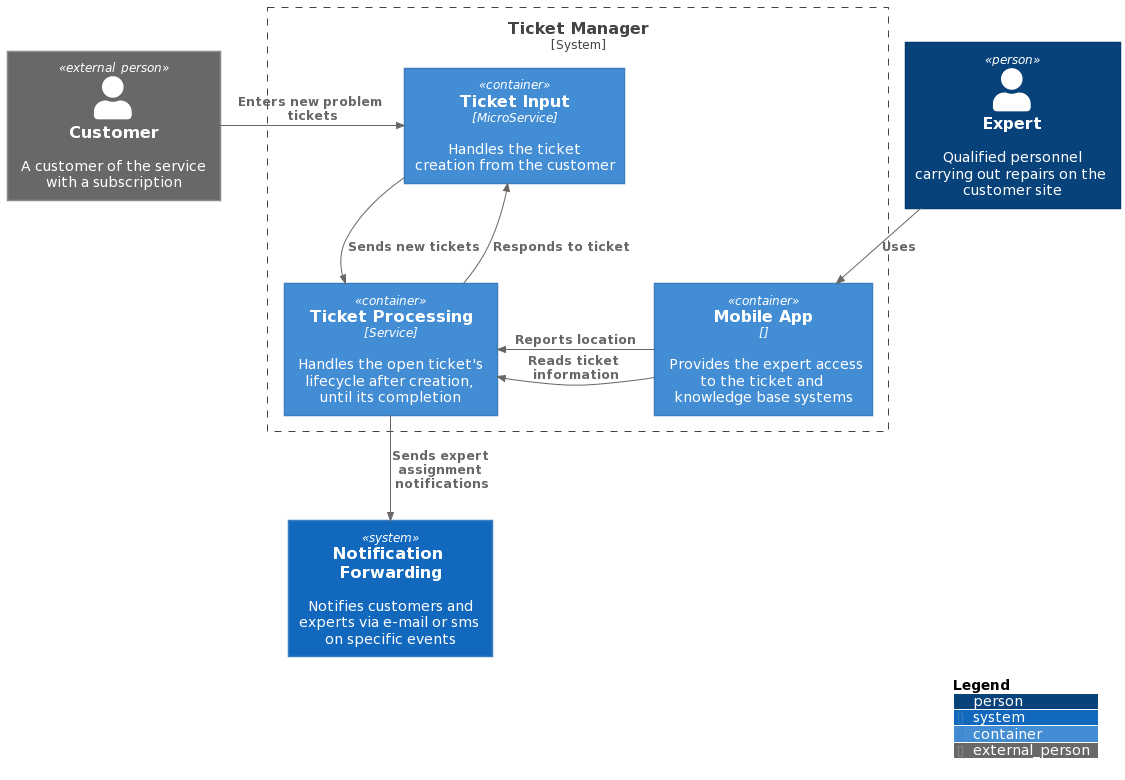 Ticket Manager
[System]
«external_person»
Customer
A customer of the service
with a subscription
Enters new problem
tickets
«container»
Ticket Input
[MicroService]
Handles the ticket
creation from the customer
«person»
Expert
Qualified personnel
carrying out repairs on the
customer site
Sends new tickets
Responds to ticket
Uses
«container»
Ticket Processing
[Service]
Handles the open ticket's
lifecycle after creation,
until its completion
Reports location
Reads ticket
information
«container»
Mobile App
[]
Provides the expert access
to the ticket and
knowledge base systems
Sends expert
assignment
notifications
«system»
Notification
Forwarding
Notifies customers and
experts via e-mail or sms
on specific events
Legend
person
system
container
external_person